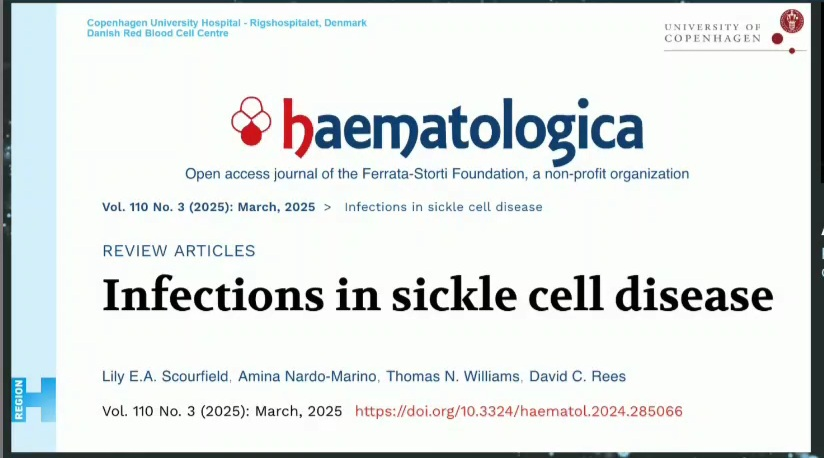 Copenhagen University Hospital - Rigshospitalet, Denmark
Danish Red Blood Cell Centre
UNIVERSITY OF
COPENHAGEN
haematologica
Open access journal of the Ferrata-Storti Foundation, a non-profit organization
Vol. 110 No. 3 (2025): March, 2025 > Infections in sickle cell disease
REVIEW ARTICLES
Infections in sickle cell disease
Lily E.A. Scourfield, Amina Nardo-Marino, Thomas N. Williams, David C. Rees
Vol. 110 No. 3 (2025): March, 2025 https://doi.org/10.3324/haematol.2024.285066
REGION
H